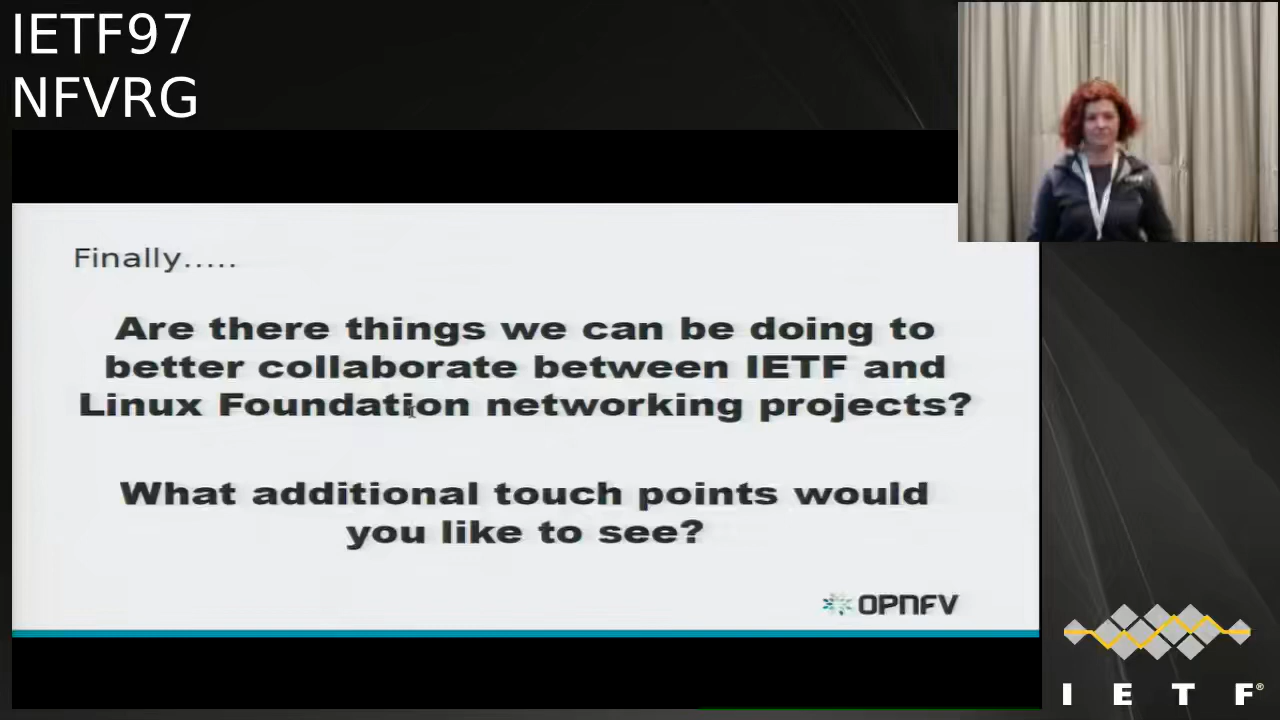 IETF97
NFVRG
Finally.....
Are there things we can be doing to
better collaborate between IETF and
Linux Foundation networking projects?
What additional touch points would
you like to see?
OPNFV
I E T F®